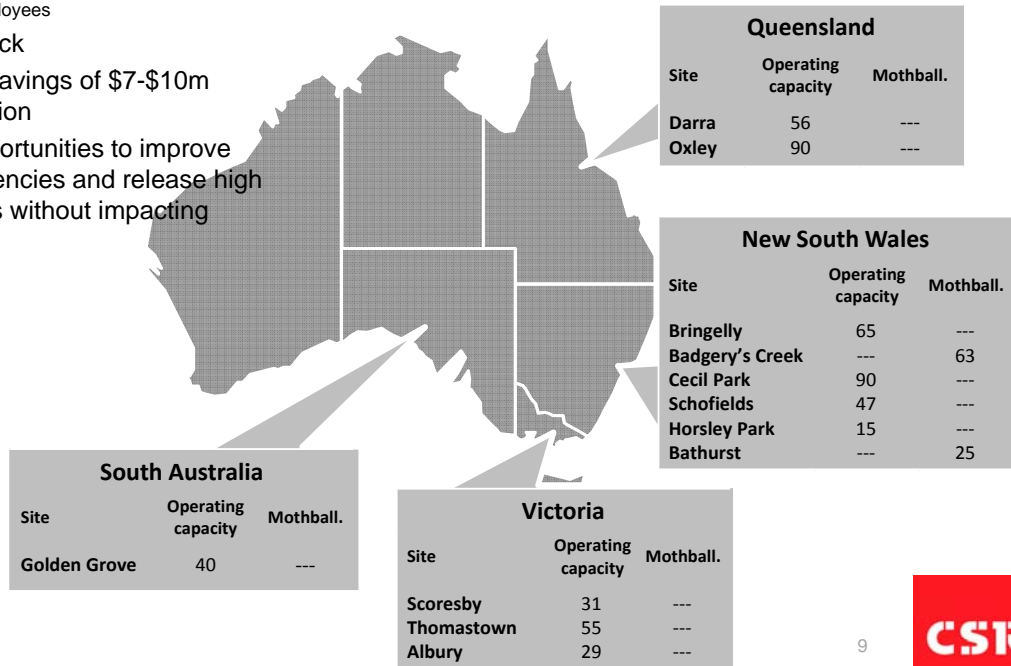 oyees
ck
avings of $7-$10m
ion
ortunities to improve
encies and release high
s without impacting
Queensland
Site Operating capacity Mothball.
Darra 56 ---
Oxley 90 ---
New South Wales
Site Operating capacity Mothball.
Bringelly 65 ---
Badgery’s Creek --- 63
Cecil Park 90 ---
Schofields 47 ---
Horsley Park 15 ---
Bathurst --- 25
South Australia
Site Operating capacity Mothball.
Golden Grove 40 ---
Victoria
Site Operating capacity Mothball.
Scoresby 31 ---
Thomastown 55 ---
Albury 29 ---
9
CSR